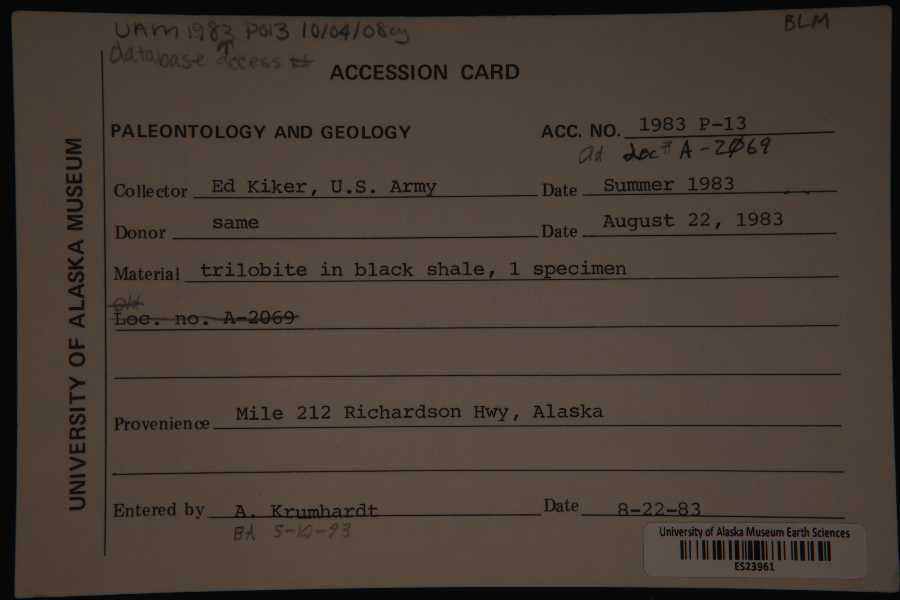 UAM 1983 P013 10/04/08 cy
BLM
database access #
ACCESSION CARD
PALEONTOLOGY AND GEOLOGY
ACC. NO. 1983 P-13
loc # A-2069
Collector Ed Kiker, U.S. Army Date Summer 1983
Donor same Date August 22, 1983
Material trilobite in black shale, 1 specimen
Old
Loc. no. A-2069
Provenience Mile 212 Richardson Hwy, Alaska
Entered by A. Krumhardt Date 8-22-83
BA 5-10-93
UNIVERSITY OF ALASKA MUSEUM
University of Alaska Museum Earth Sciences
ES23961